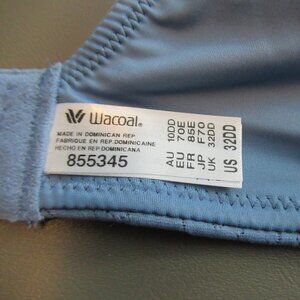 Wacoal®
MADE IN DOMINICAN REP
FABRIQUE EN REP. DOMINICAINE
HECHO EN REP. DOMINICANA
855345
AU 10DD
EU 70E
FR 85E
JP F70
UK 32DD
US 32DD